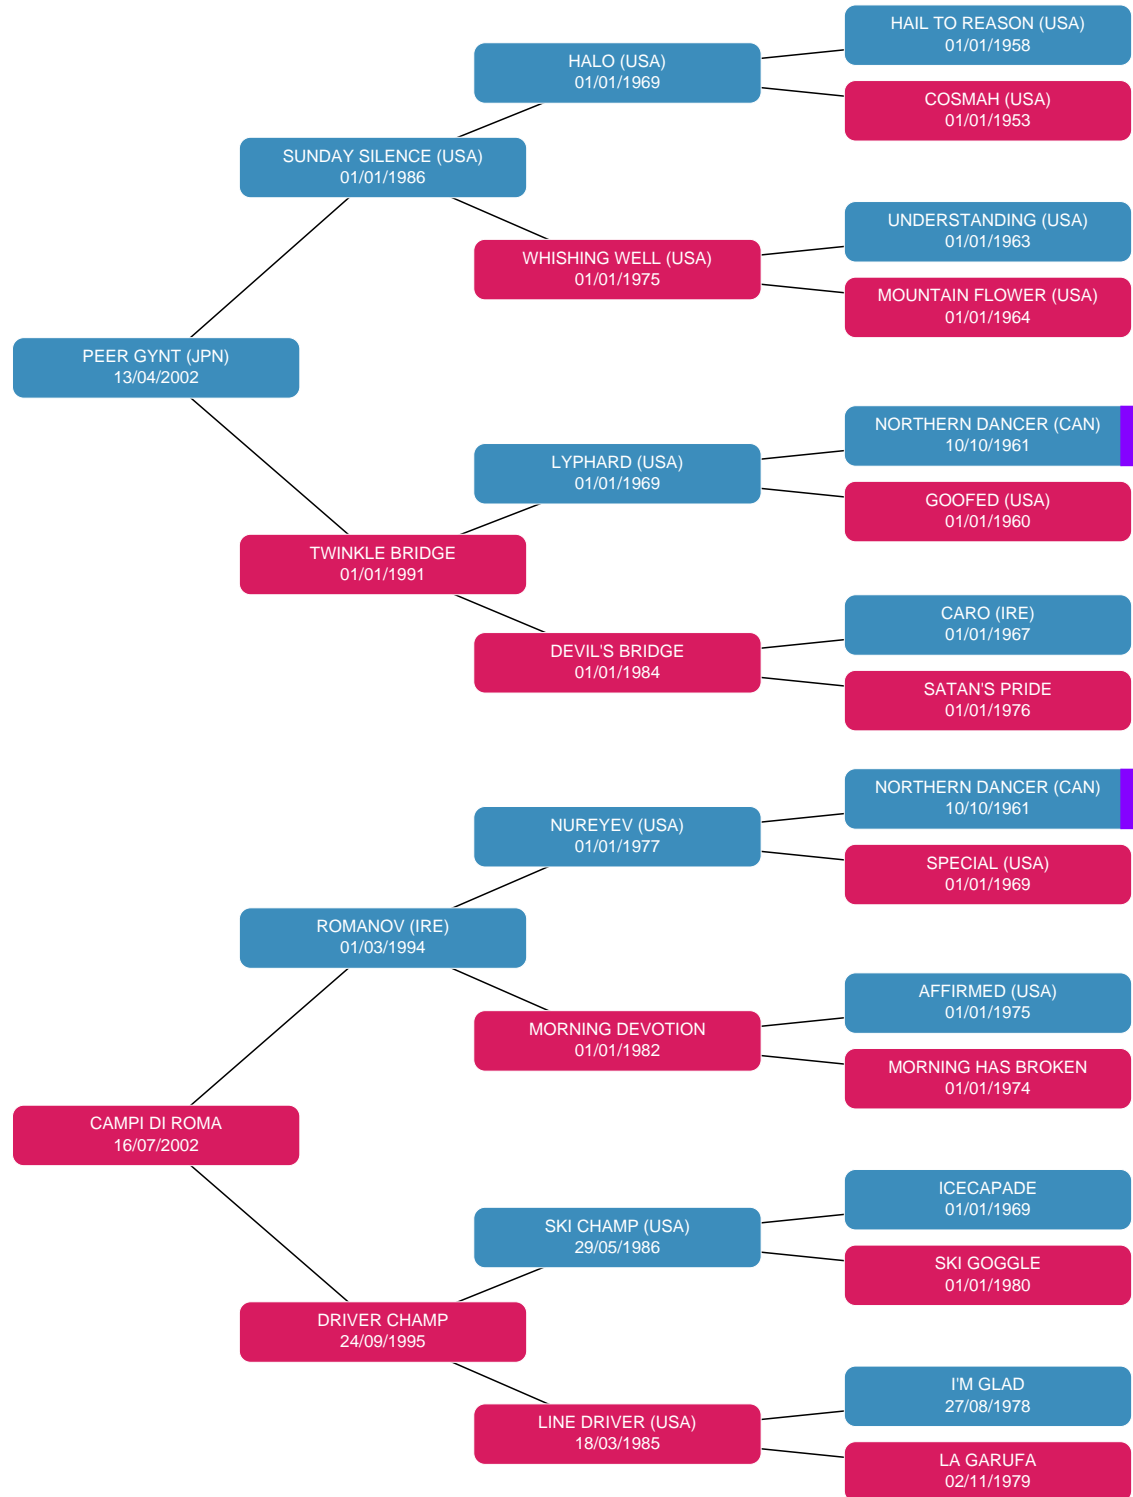 HAIL TO REASON (USA)
01/01/1958
HALO (USA)
01/01/1969
COSMAH (USA)
01/01/1953
SUNDAY SILENCE (USA)
01/01/1986
UNDERSTANDING (USA)
01/01/1963
WHISHING WELL (USA)
01/01/1975
MOUNTAIN FLOWER (USA)
01/01/1964
PEER GYNT (JPN)
13/04/2002
NORTHERN DANCER (CAN)
10/10/1961
LYPHARD (USA)
01/01/1969
GOOFED (USA)
01/01/1960
TWINKLE BRIDGE
01/01/1991
CARO (IRE)
01/01/1967
DEVIL'S BRIDGE
01/01/1984
SATAN'S PRIDE
01/01/1976
NORTHERN DANCER (CAN)
10/10/1961
NUREYEV (USA)
01/01/1977
SPECIAL (USA)
01/01/1969
ROMANOV (IRE)
01/03/1994
AFFIRMED (USA)
01/01/1975
MORNING DEVOTION
01/01/1982
MORNING HAS BROKEN
01/01/1974
CAMPI DI ROMA
16/07/2002
ICECAPADE
01/01/1969
SKI CHAMP (USA)
29/05/1986
SKI GOGGLE
01/01/1980
DRIVER CHAMP
24/09/1995
I'M GLAD
27/08/1978
LINE DRIVER (USA)
18/03/1985
LA GARUFA
02/11/1979